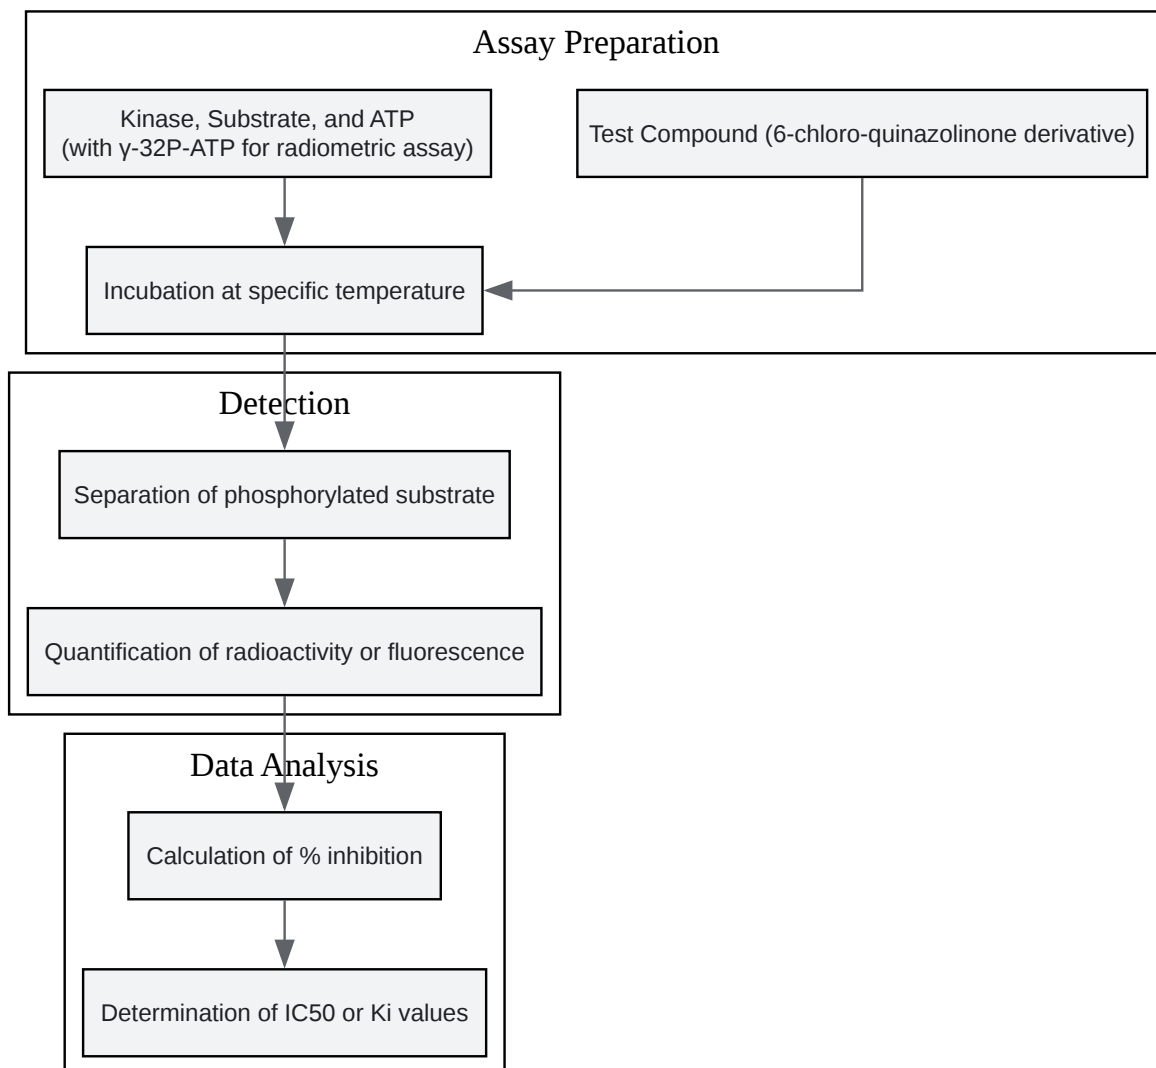 Assay Preparation
Kinase, Substrate, and ATP
(with γ-32P-ATP for radiometric assay)
Test Compound (6-chloro-quinazolinone derivative)
Incubation at specific temperature
Detection
Separation of phosphorylated substrate
Quantification of radioactivity or fluorescence
Data Analysis
Calculation of % inhibition
Determination of IC50 or Ki values